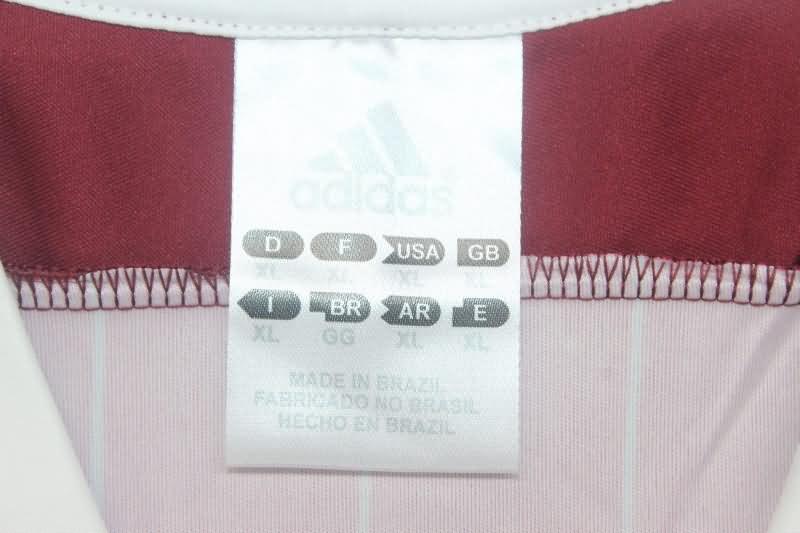 adidas
D F USA GB
XL XL XL XL
I BR AR E
XL GG XL XL
MADE IN BRAZIL
FABRICADO NO BRASIL
HECHO EN BRAZIL